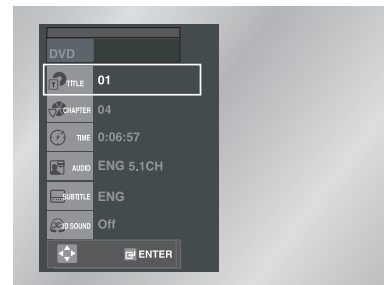 DVD
TITLE 01
CHAPTER 04
TIME 0:06:57
AUDIO ENG 5.1CH
SUBTITLE ENG
3D SOUND Off
ENTER